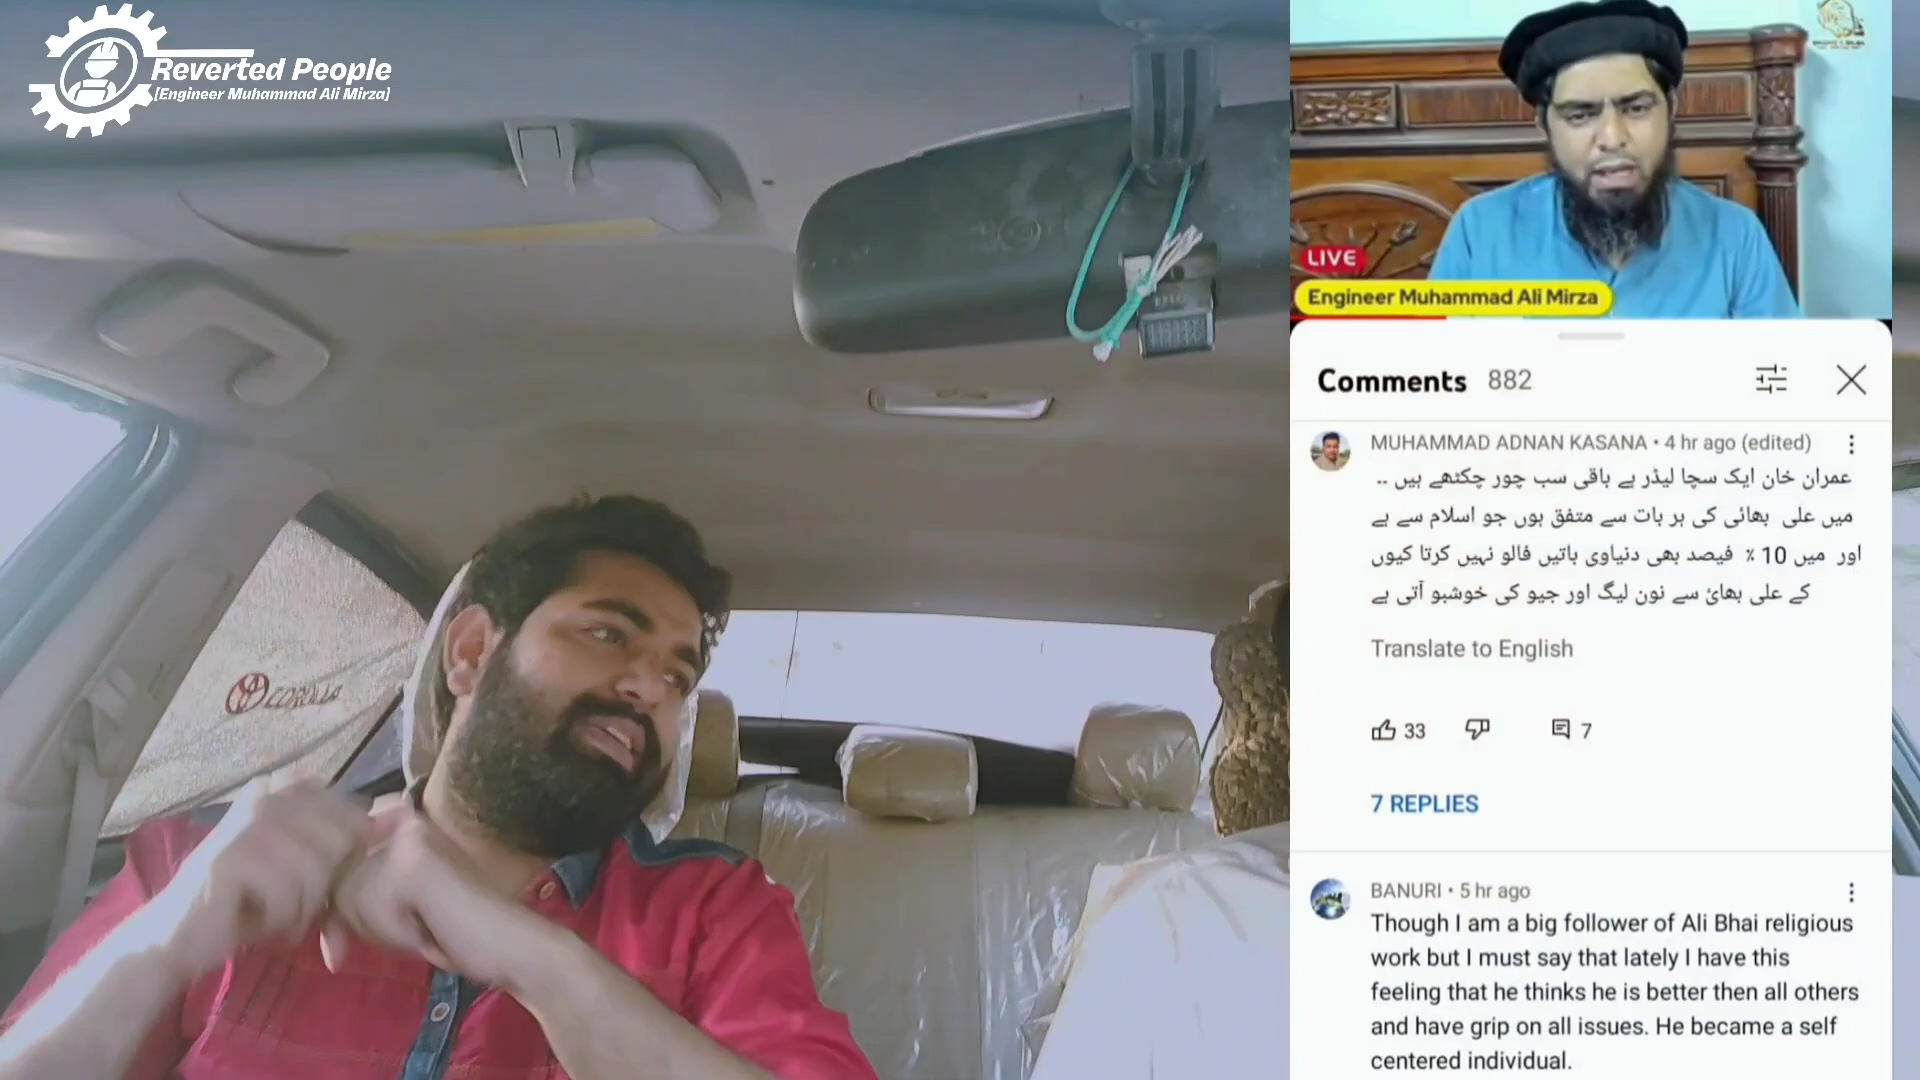 Reverted People
[Engineer Muhammad Ali Mirza]
COROLLA
LIVE
Engineer Muhammad Ali Mirza
Comments 882
MUHAMMAD ADNAN KASANA • 4 hr ago (edited)
عمران خان ایک سچا لیڈر ہے باقی سب چور چکٹھے ہیں ..
میں علی بھائی کی ہر بات سے متفق ہوں جو اسلام سے ہے
اور میں 10 ٪ فیصد بھی دنیاوی باتیں فالو نہیں کرتا کیوں
کے علی بھائ سے نون لیگ اور جیو کی خوشبو آتی ہے
Translate to English
33 7
7 REPLIES
BANURI • 5 hr ago
Though I am a big follower of Ali Bhai religious
work but I must say that lately I have this
feeling that he thinks he is better then all others
and have grip on all issues. He became a self
centered individual.